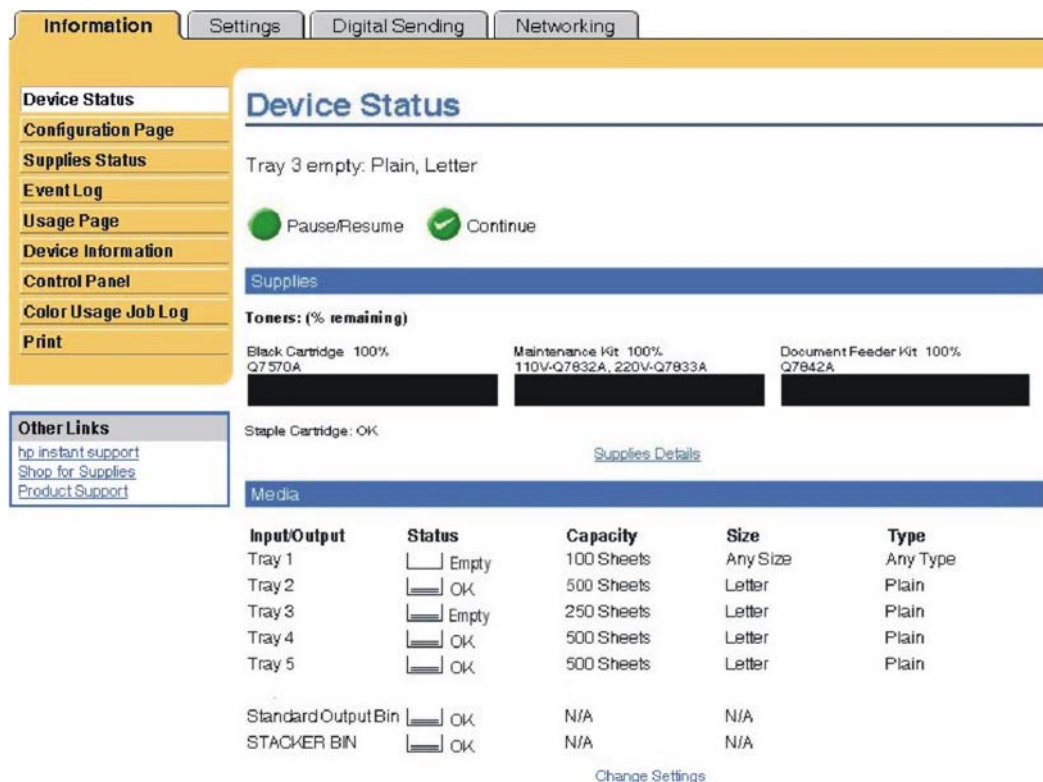 Information
Settings
Digital Sending
Networking
Device Status
Configuration Page
Supplies Status
Event Log
Usage Page
Device Information
Control Panel
Color Usage Job Log
Print
Other Links
hp instant support
Shop for Supplies
Product Support
Device Status
Tray 3 empty: Plain, Letter
Pause/Resume Continue
Supplies
Toners: (% remaining)
Black Cartridge 100%
Q7570A
Maintenance Kit 100%
110V-Q7832A, 220V-Q7833A
Document Feeder Kit 100%
Q7842A
Staple Cartridge: OK
Supplies Details
Media
Input/Output Status Capacity Size Type
Tray 1 Empty 100 Sheets Any Size Any Type
Tray 2 OK 500 Sheets Letter Plain
Tray 3 Empty 250 Sheets Letter Plain
Tray 4 OK 500 Sheets Letter Plain
Tray 5 OK 500 Sheets Letter Plain
Standard Output Bin OK N/A N/A
STACKER BIN OK N/A N/A
Change Settings